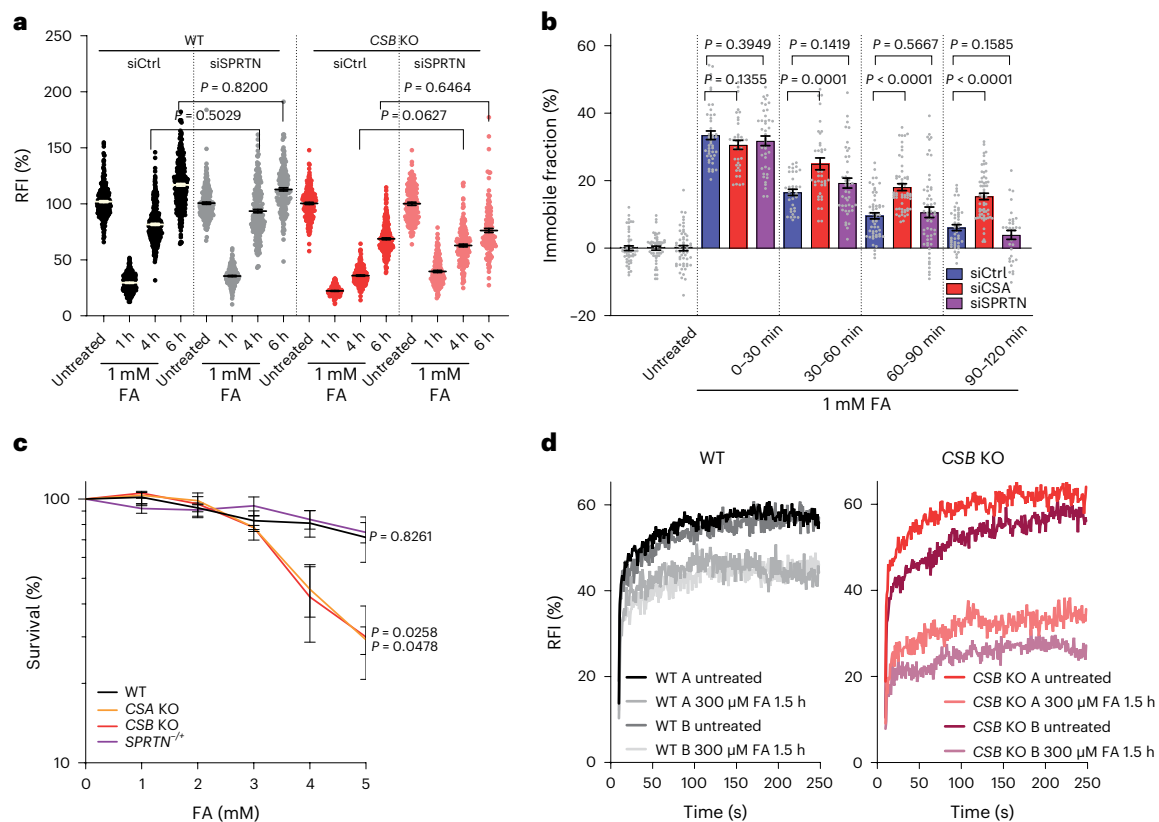 a
250
200
150
100
50
0
RFI (%)
WT
CSB KO
siCtrl
siSPRTN
siCtrl
siSPRTN
P = 0.8200
P = 0.5029
P = 0.6464
P = 0.0627
Untreated
1 h
4 h
6 h
Untreated
1 h
4 h
6 h
Untreated
1 h
4 h
6 h
Untreated
1 h
4 h
6 h
1 mM
FA
1 mM
FA
1 mM
FA
1 mM
FA
b
60
40
20
0
–20
Immobile fraction (%)
P = 0.3949
P = 0.1419
P = 0.5667
P = 0.1585
P = 0.1355
P = 0.0001
P < 0.0001
P < 0.0001
siCtrl
siCSA
siSPRTN
Untreated
0–30 min
30–60 min
60–90 min
90–120 min
1 mM FA
c
100
10
Survival (%)
P = 0.8261
P = 0.0258
P = 0.0478
WT
CSA KO
CSB KO
SPRTN−/+
0
1
2
3
4
5
FA (mM)
d
WT
CSB KO
60
40
20
0
RFI (%)
WT A untreated
WT A 300 µM FA 1.5 h
WT B untreated
WT B 300 µM FA 1.5 h
0
50
100
150
200
250
Time (s)
60
40
20
0
CSB KO A untreated
CSB KO A 300 µM FA 1.5 h
CSB KO B untreated
CSB KO B 300 µM FA 1.5 h
0
50
100
150
200
250
Time (s)